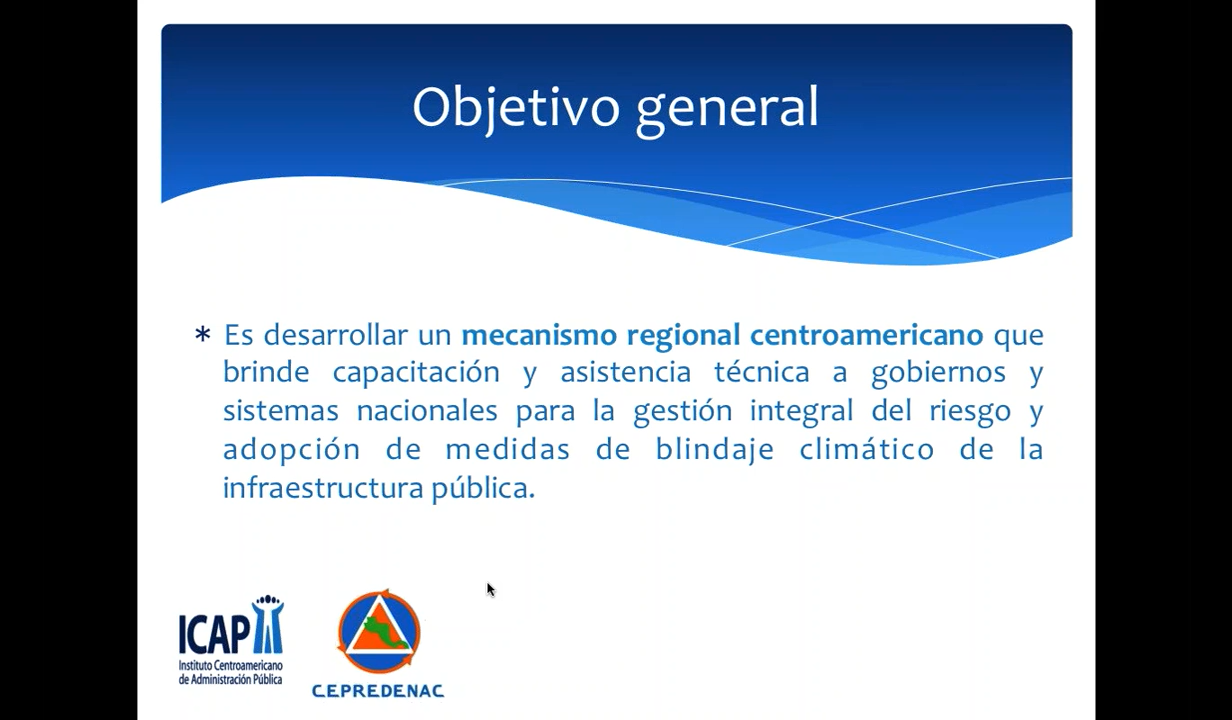 Objetivo general
* Es desarrollar un mecanismo regional centroamericano que
brinde capacitación y asistencia técnica a gobiernos y
sistemas nacionales para la gestión integral del riesgo y
adopción de medidas de blindaje climático de la
infraestructura pública.
ICAP
Instituto Centroamericano
de Administración Pública
CEPREDENAC